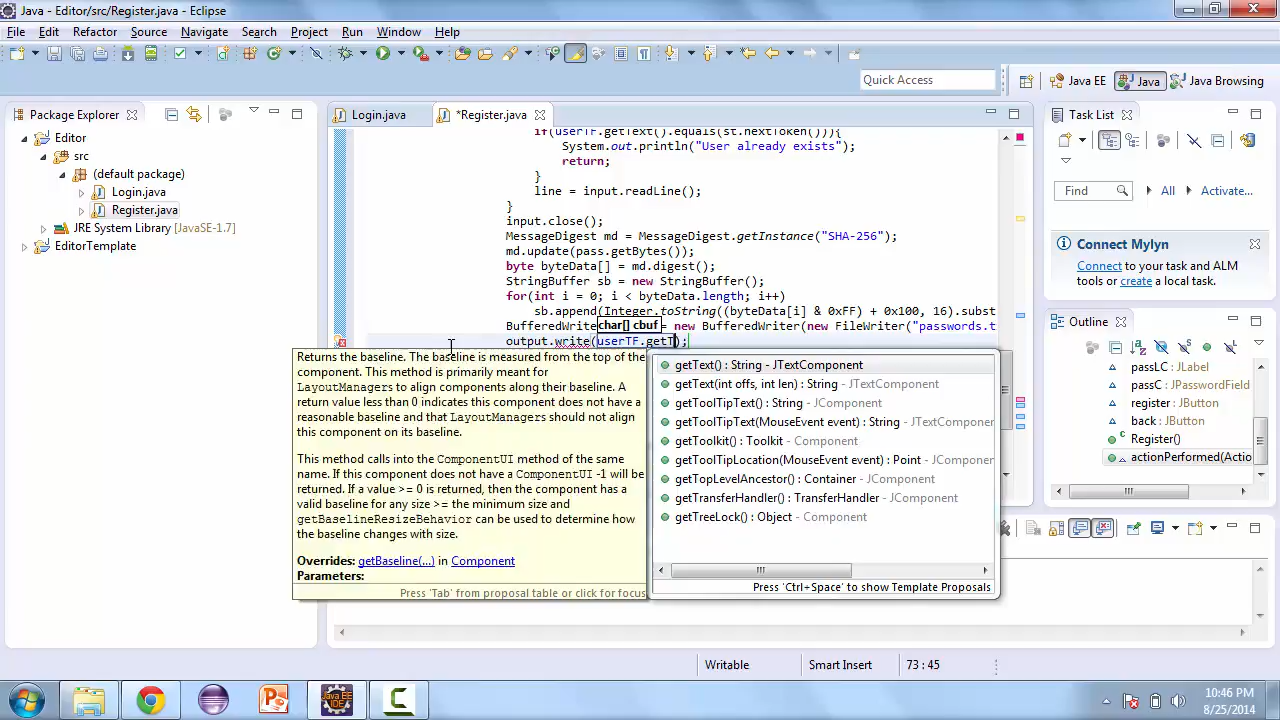 Java - Editor/src/Register.java - Eclipse
File Edit Refactor Source Navigate Search Project Run Window Help
Quick Access
Java EE Java Java Browsing
Package Explorer
Editor
src
(default package)
Login.java
Register.java
JRE System Library [JavaSE-1.7]
EditorTemplate
Login.java *Register.java
if(userTF.getText().equals(st.nextToken())){
System.out.println("User already exists");
return;
}
line = input.readLine();
}
input.close();
MessageDigest md = MessageDigest.getInstance("SHA-256");
md.update(pass.getBytes());
byte byteData[] = md.digest();
StringBuffer sb = new StringBuffer();
for(int i = 0; i < byteData.length; i++)
sb.append(Integer.toString((byteData[i] & 0xFF) + 0x100, 16).subst
BufferedWrite = new BufferedWriter(new FileWriter("passwords.t
char[] cbuf
output.write(userTF.getT);
Returns the baseline. The baseline is measured from the top of the
component. This method is primarily meant for
LayoutManagers to align components along their baseline. A
return value less than 0 indicates this component does not have a
reasonable baseline and that LayoutManagers should not align
this component on its baseline.
This method calls into the ComponentUI method of the same
name. If this component does not have a ComponentUI -1 will be
returned. If a value >= 0 is returned, then the component has a
valid baseline for any size >= the minimum size and
getBaselineResizeBehavior can be used to determine how
the baseline changes with size.
Overrides: getBaseline(...) in Component
Parameters:
Press 'Tab' from proposal table or click for focus
getText() : String - JTextComponent
getText(int offs, int len) : String - JTextComponent
getToolTipText() : String - JComponent
getToolTipText(MouseEvent event) : String - JTextComponent
getToolkit() : Toolkit - Component
getToolTipLocation(MouseEvent event) : Point - JComponen
getTopLevelAncestor() : Container - JComponent
getTransferHandler() : TransferHandler - JComponent
getTreeLock() : Object - Component
Press 'Ctrl+Space' to show Template Proposals
Task List
Find All Activate...
Connect Mylyn
Connect to your task and ALM
tools or create a local task.
Outline
passLC : JLabel
passC : JPasswordField
register : JButton
back : JButton
Register()
actionPerformed(Actio
Writable Smart Insert 73 : 45
Java EE
IDE
10:46 PM
8/25/2014